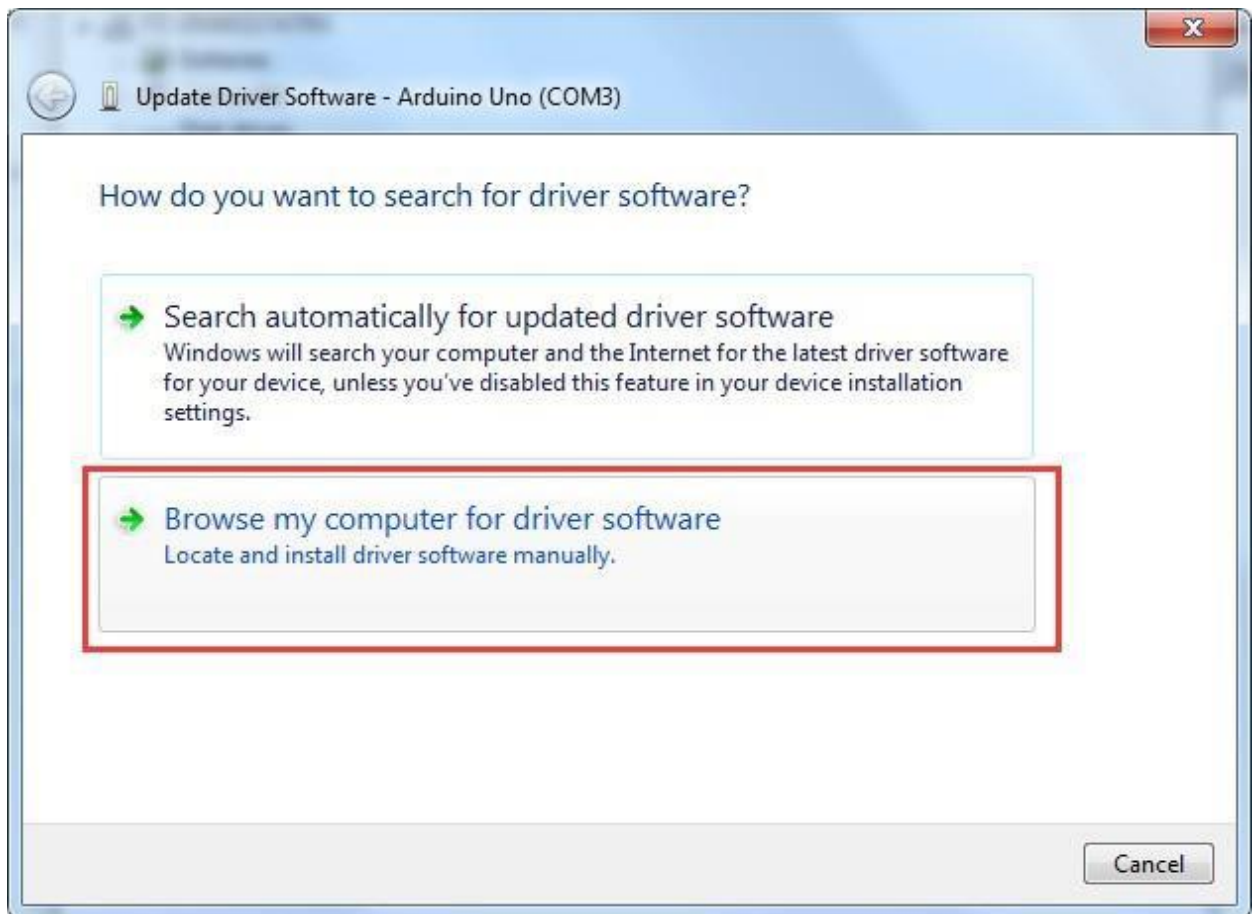 Update Driver Software - Arduino Uno (COM3)
How do you want to search for driver software?
Search automatically for updated driver software
Windows will search your computer and the Internet for the latest driver software
for your device, unless you've disabled this feature in your device installation
settings.
Browse my computer for driver software
Locate and install driver software manually.
Cancel